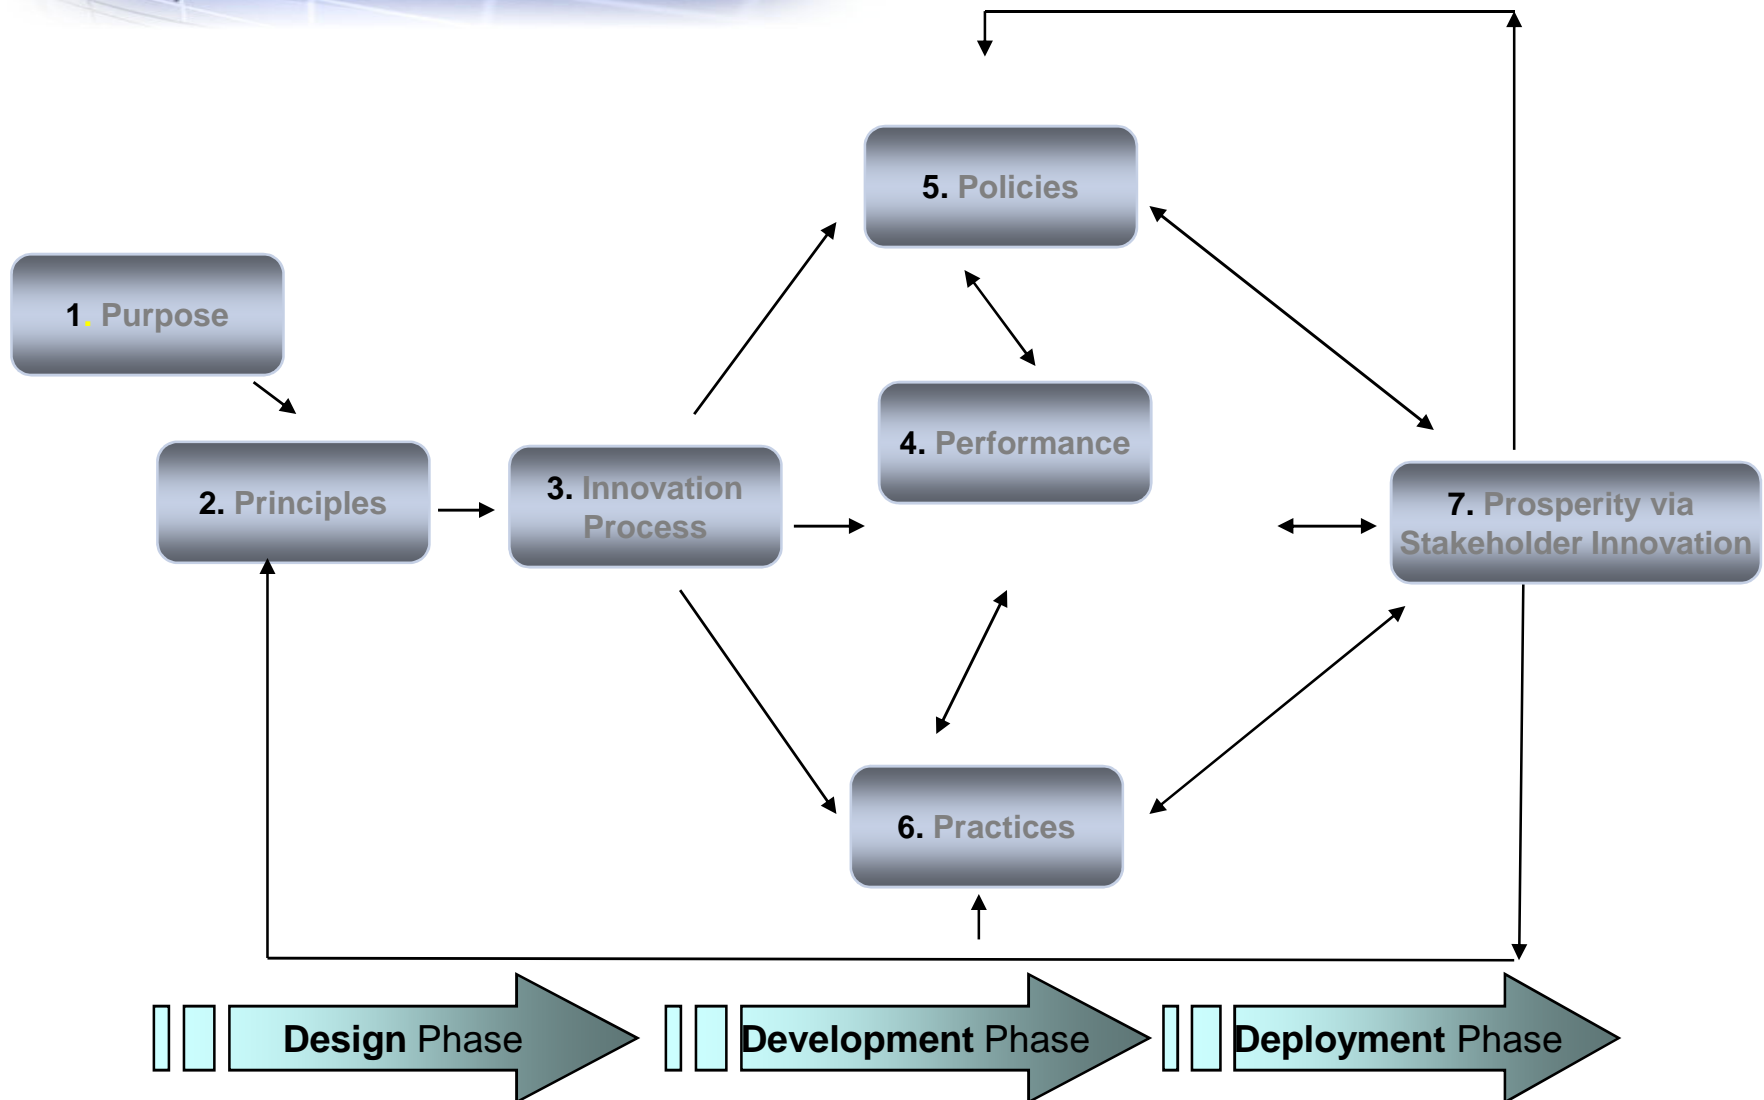 5. Policies
1. Purpose
4. Performance
2. Principles
3. Innovation
Process
7. Prosperity via
Stakeholder Innovation
6. Practices
Design Phase
Development Phase
Deployment Phase